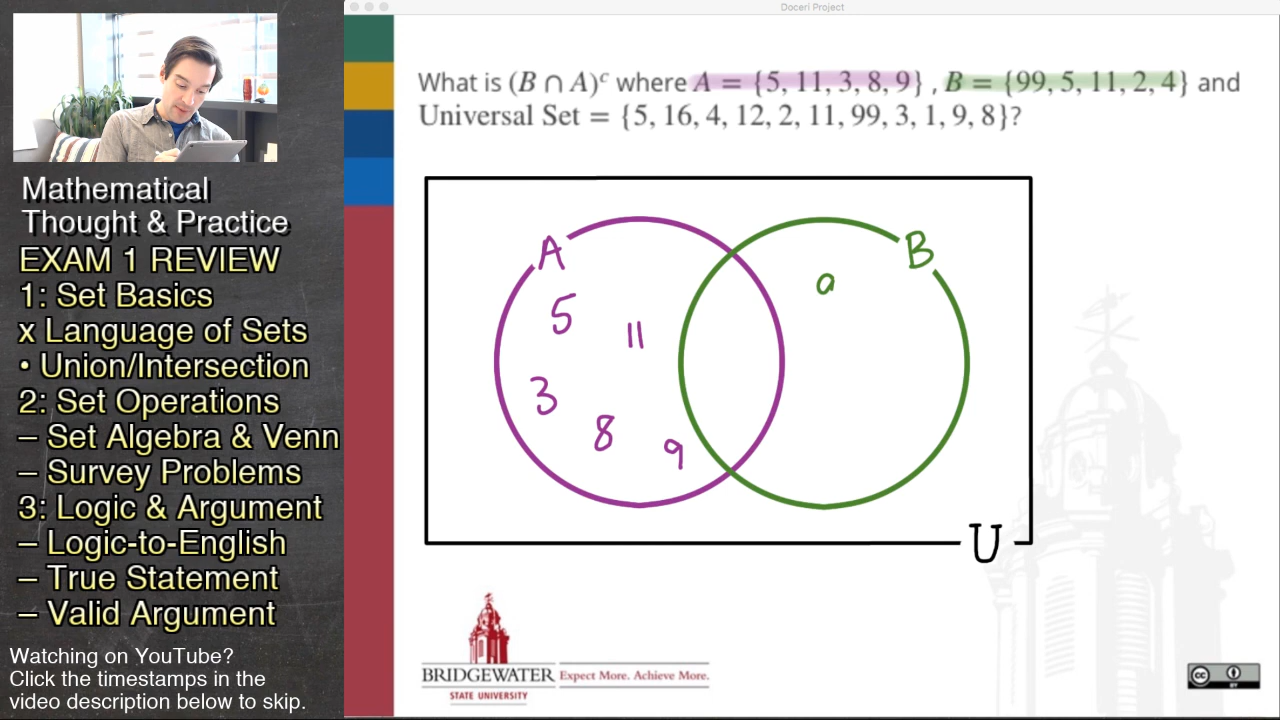 Doceri Project
What is (B ∩ A)ᶜ where A = {5, 11, 3, 8, 9} , B = {99, 5, 11, 2, 4} and
Universal Set = {5, 16, 4, 12, 2, 11, 99, 3, 1, 9, 8}?
Mathematical
Thought & Practice
EXAM 1 REVIEW
1: Set Basics
x Language of Sets
• Union/Intersection
2: Set Operations
– Set Algebra & Venn
– Survey Problems
3: Logic & Argument
– Logic-to-English
– True Statement
– Valid Argument
Watching on YouTube?
Click the timestamps in the
video description below to skip.
A
B
5
11
3
8
9
U
BRIDGEWATER
STATE UNIVERSITY
Expect More. Achieve More.
cc
BY